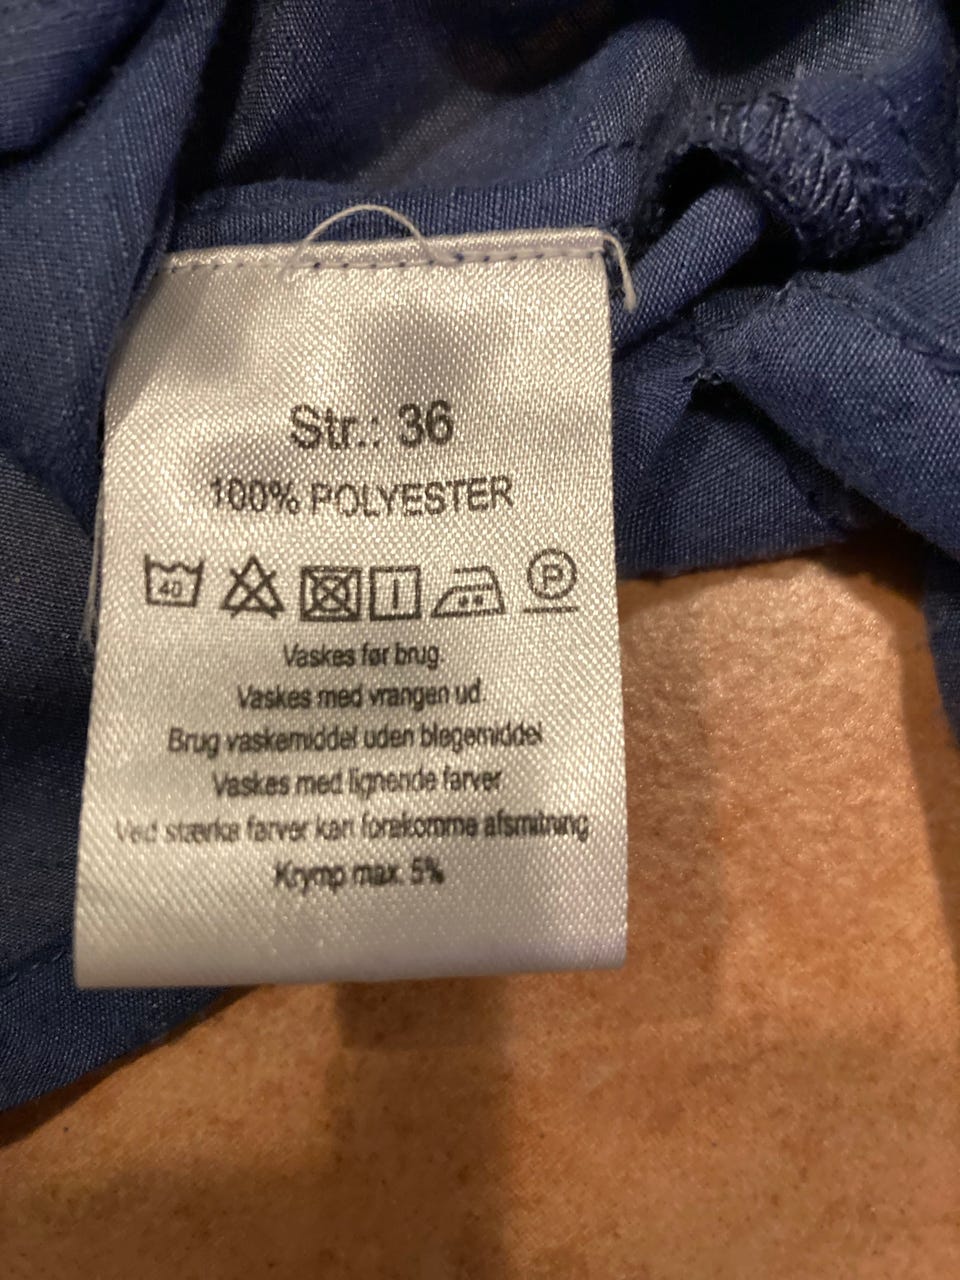 Str.: 36
100% POLYESTER
40 P
Vaskes før brug.
Vaskes med vrangen ud.
Brug vaskemiddel uden blegemiddel
Vaskes med lignende farver
Ved stærke farver kan forekomme afsmitning
Krymp max. 5%